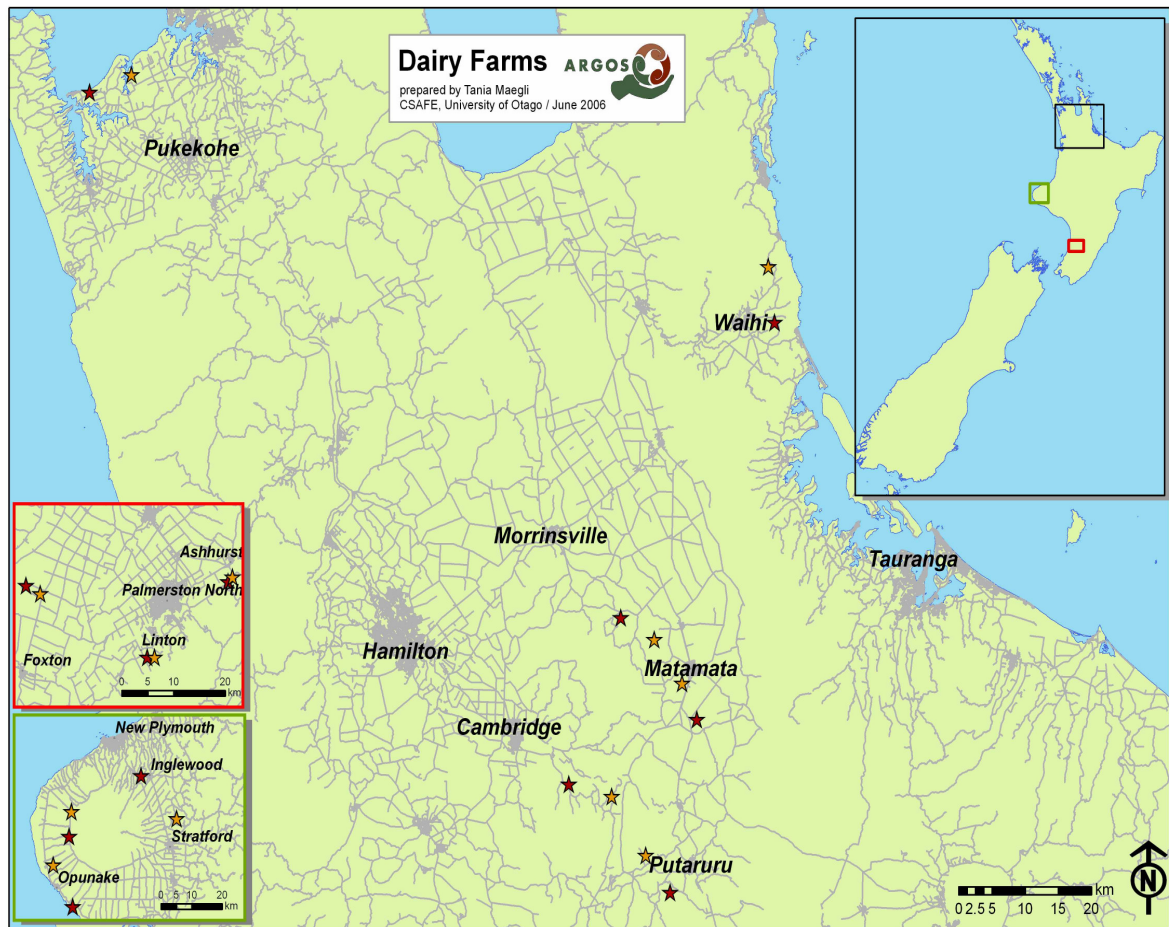 Dairy Farms
ARGOS
prepared by Tania Maegli
CSAFE, University of Otago / June 2006
Pukekohe
Waihi
Morrinsville
Tauranga
Hamilton
Matamata
Cambridge
Putaruru
Ashhurst
Palmerston North
Linton
Foxton
0 5 10 20
km
New Plymouth
Inglewood
Stratford
Opunake
0 5 10 20
km
N
km
0 2.5 5 10 20